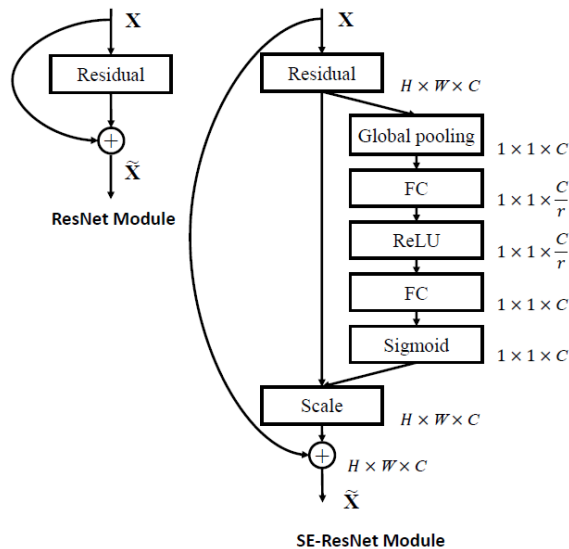 X
Residual
+
X̃
ResNet Module
X
Residual
H × W × C
Global pooling
1 × 1 × C
FC
1 × 1 × C/r
ReLU
1 × 1 × C/r
FC
1 × 1 × C
Sigmoid
1 × 1 × C
Scale
H × W × C
+
H × W × C
X̃
SE-ResNet Module